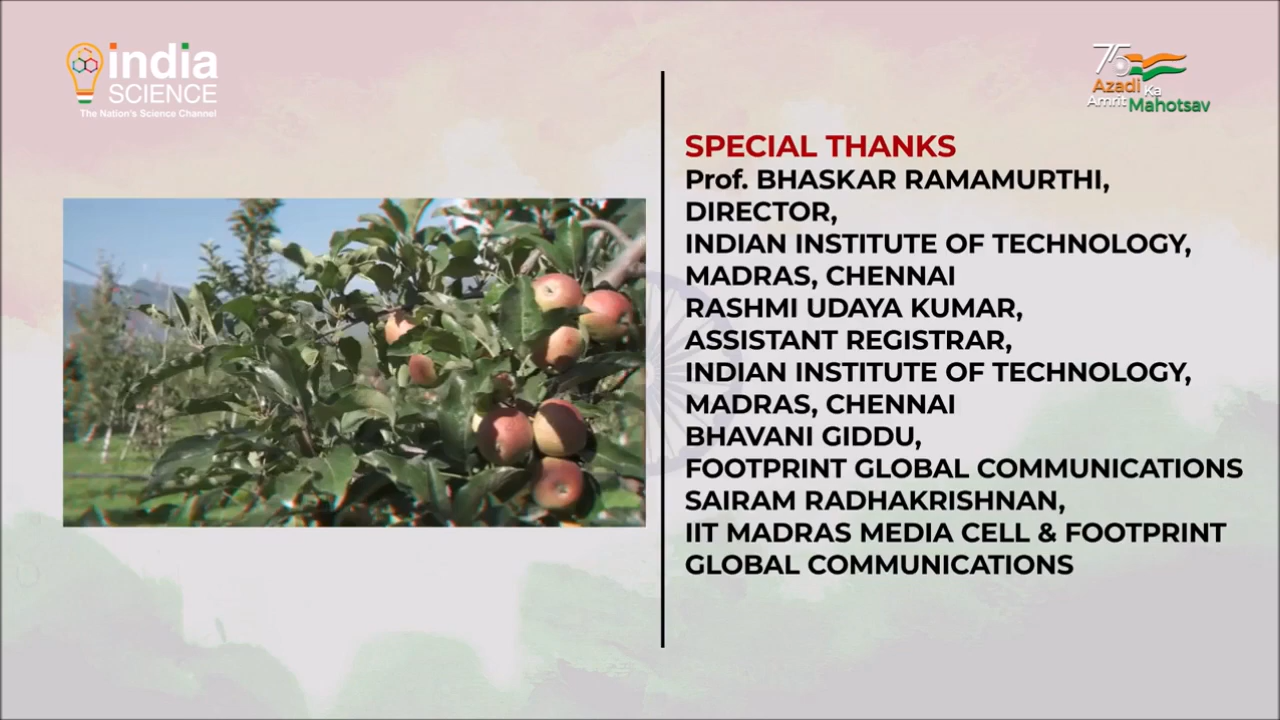 india
SCIENCE
The Nation's Science Channel
75
Azadi Ka
Amrit Mahotsav
SPECIAL THANKS
Prof. BHASKAR RAMAMURTHI,
DIRECTOR,
INDIAN INSTITUTE OF TECHNOLOGY,
MADRAS, CHENNAI
RASHMI UDAYA KUMAR,
ASSISTANT REGISTRAR,
INDIAN INSTITUTE OF TECHNOLOGY,
MADRAS, CHENNAI
BHAVANI GIDDU,
FOOTPRINT GLOBAL COMMUNICATIONS
SAIRAM RADHAKRISHNAN,
IIT MADRAS MEDIA CELL & FOOTPRINT
GLOBAL COMMUNICATIONS